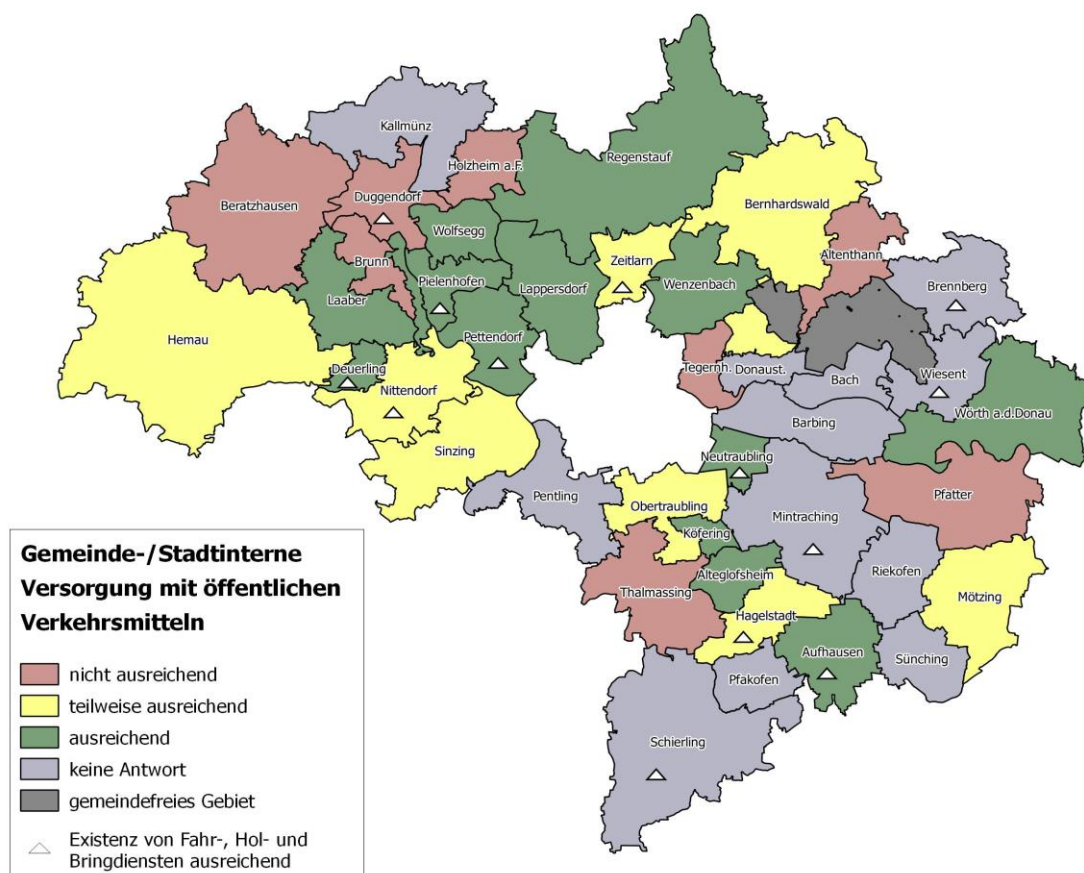 Kallmünz
Regenstauf
Holzheim a.F.
Duggendorf
Beratzhausen
Bernhardswald
Wolfsegg
Altenthann
Brunn
Zeitlarn
Pielenhofen
Wenzenbach
Lappersdorf
Brennberg
Laaber
Pettendorf
Hemau
Tegernh.
Donaust.
Deuerling
Bach
Wiesent
Nittendorf
Wörth a.d.Donau
Barbing
Sinzing
Neutraubling
Pentling
Pfatter
Obertraubling
Mintraching
Köfering
Riekofen
Alteglofsheim
Thalmassing
Mötzing
Hagelstadt
Aufhausen
Sünching
Pfakofen
Schierling
Gemeinde-/Stadtinterne
Versorgung mit öffentlichen
Verkehrsmitteln
nicht ausreichend
teilweise ausreichend
ausreichend
keine Antwort
gemeindefreies Gebiet
Existenz von Fahr-, Hol- und
Bringdiensten ausreichend